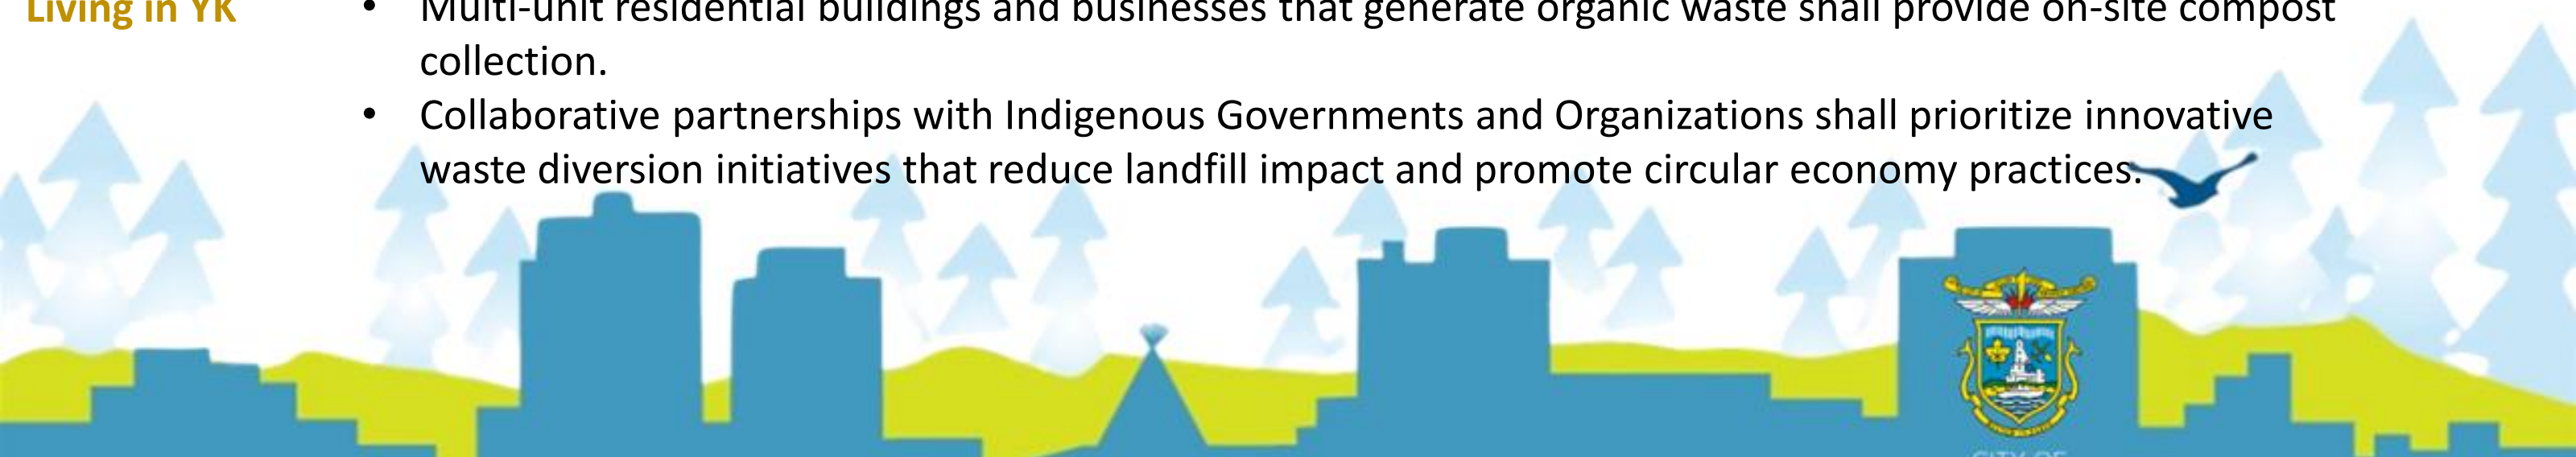 Living in YK
• Multi-unit residential buildings and businesses that generate organic waste shall provide on-site compost
collection.
• Collaborative partnerships with Indigenous Governments and Organizations shall prioritize innovative
waste diversion initiatives that reduce landfill impact and promote circular economy practices.
CITY OF